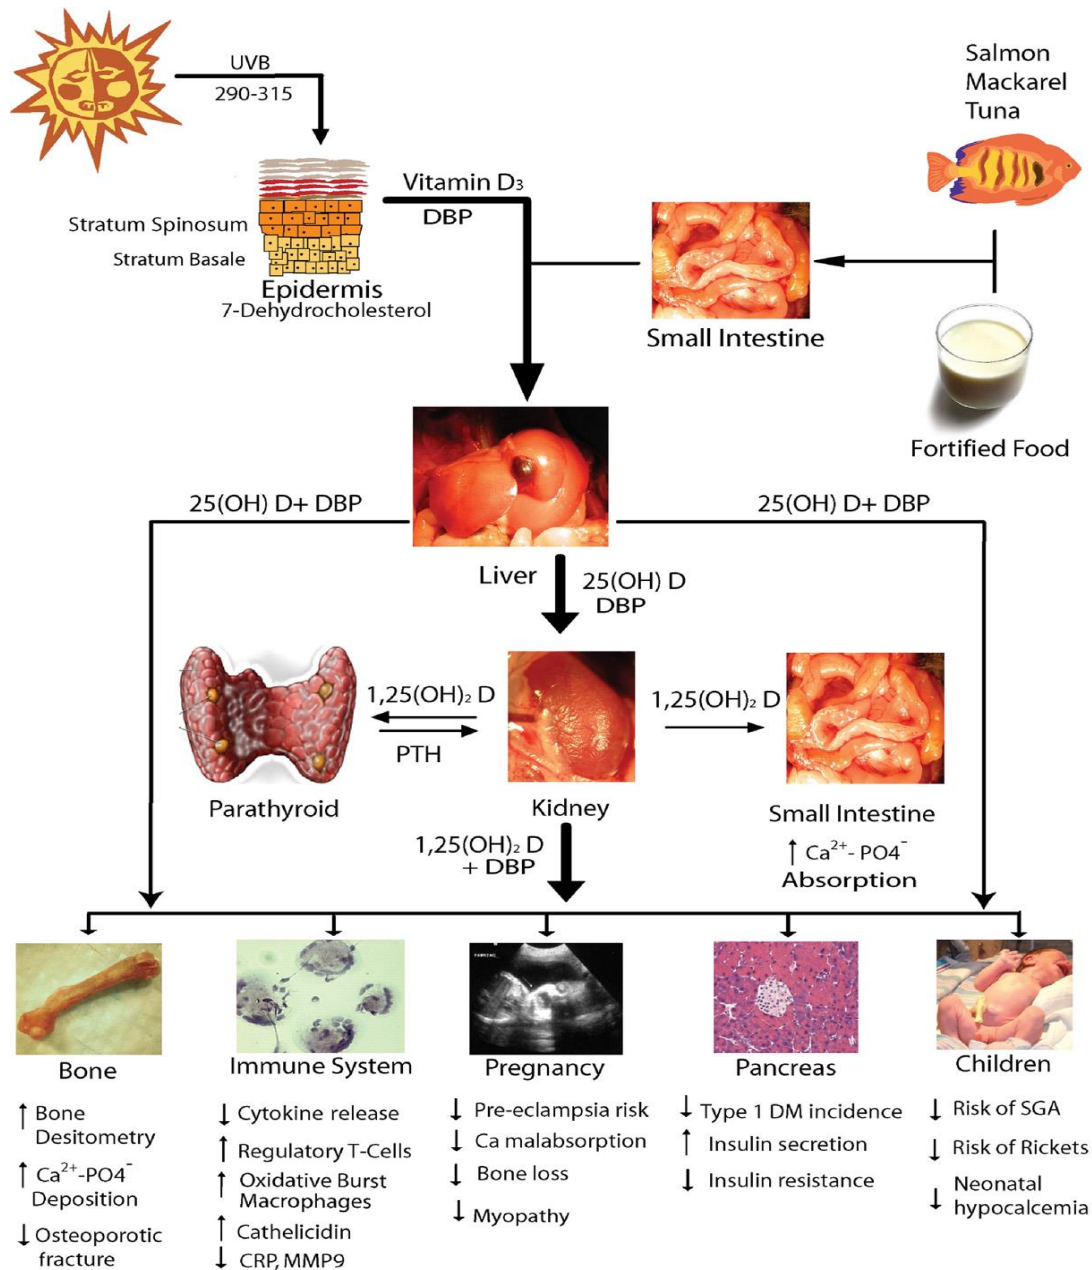 UVB
290-315
Salmon
Mackarel
Tuna
Vitamin D₃
DBP
Stratum Spinosum
Stratum Basale
Epidermis
7-Dehydrocholesterol
Small Intestine
Fortified Food
25(OH) D+ DBP
25(OH) D+ DBP
Liver
25(OH) D
DBP
1,25(OH)₂ D
PTH
1,25(OH)₂ D
Parathyroid
Kidney
Small Intestine
↑ Ca²⁺- PO4⁻
Absorption
1,25(OH)₂ D
+ DBP
Bone
↑ Bone
Desitometry
↑ Ca²⁺-PO4⁻
Deposition
↓ Osteoporotic
fracture
Immune System
↓ Cytokine release
↑ Regulatory T-Cells
↑ Oxidative Burst
Macrophages
↑ Cathelicidin
↓ CRP, MMP9
Pregnancy
↓ Pre-eclampsia risk
↓ Ca malabsorption
↓ Bone loss
↓ Myopathy
Pancreas
↓ Type 1 DM incidence
↑ Insulin secretion
↓ Insulin resistance
Children
↓ Risk of SGA
↓ Risk of Rickets
↓ Neonatal
hypocalcemia